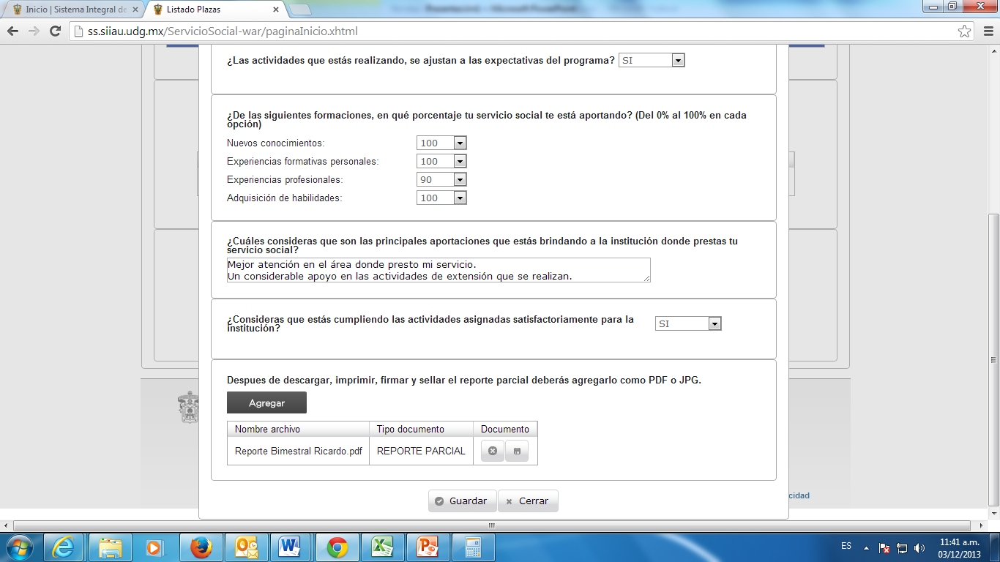 Inicio | Sistema Integral de
Listado Plazas
Presentación1 - Microsoft PowerPoint
ss.siiau.udg.mx/ServicioSocial-war/paginaInicio.xhtml
¿Las actividades que estás realizando, se ajustan a las expectativas del programa? SI
¿De las siguientes formaciones, en qué porcentaje tu servicio social te está aportando? (Del 0% al 100% en cada
opción)
Nuevos conocimientos: 100
Experiencias formativas personales: 100
Experiencias profesionales: 90
Adquisición de habilidades: 100
¿Cuáles consideras que son las principales aportaciones que estás brindando a la institución donde prestas tu
servicio social?
Mejor atención en el área donde presto mi servicio.
Un considerable apoyo en las actividades de extensión que se realizan.
¿Consideras que estás cumpliendo las actividades asignadas satisfactoriamente para la
institución?
SI
Despues de descargar, imprimir, firmar y sellar el reporte parcial deberás agregarlo como PDF o JPG.
Agregar
Nombre archivo Tipo documento Documento
Reporte Bimestral Ricardo.pdf REPORTE PARCIAL
cidad
Guardar Cerrar
ES
11:41 a.m.
03/12/2013